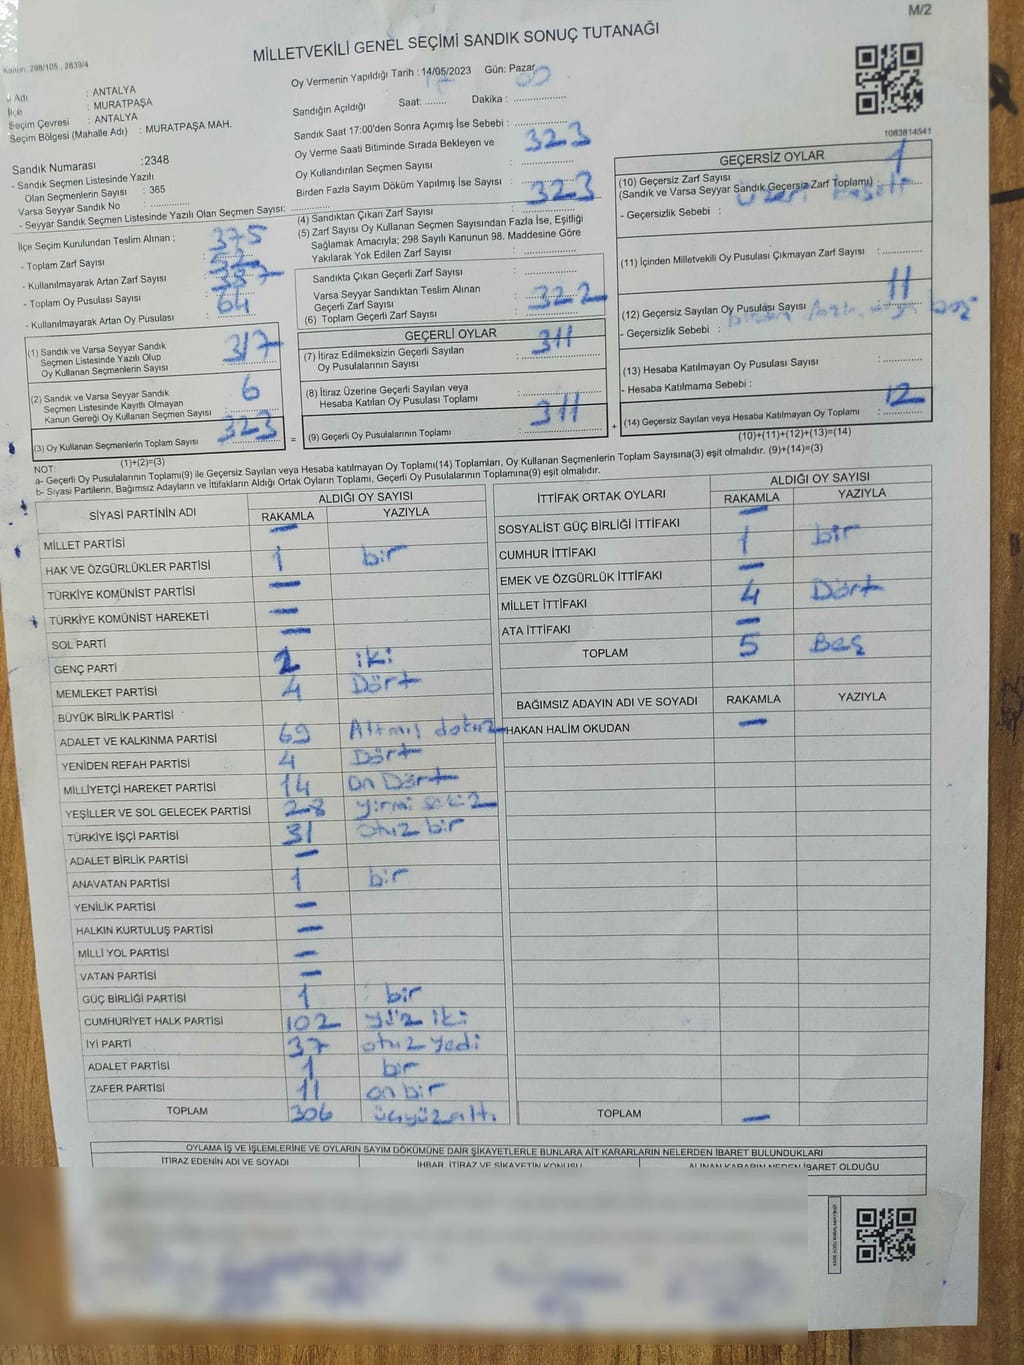 M/2
MİLLETVEKİLİ GENEL SEÇİMİ SANDIK SONUÇ TUTANAĞI
Kanun: 298/105 , 2839/4
İl Adı : ANTALYA
İlçe : MURATPAŞA
Seçim Çevresi : ANTALYA
Seçim Bölgesi (Mahalle Adı) : MURATPAŞA MAH.
Sandık Numarası :2348
- Sandık Seçmen Listesinde Yazılı
Olan Seçmenlerin Sayısı : 365
Varsa Seyyar Sandık No : ................
- Seyyar Sandık Seçmen Listesinde Yazılı Olan Seçmen Sayısı: ................
Oy Vermenin Yapıldığı Tarih : 14/05/2023 Gün: Pazar
Sandığın Açıldığı Saat: 17 Dakika : 00
Sandık Saat 17:00'den Sonra Açımış İse Sebebi : ................
Oy Verme Saati Bitiminde Sırada Bekleyen ve
Oy Kullandırılan Seçmen Sayısı : ................
Birden Fazla Sayım Döküm Yapılmış İse Sayısı : ................
323
İlçe Seçim Kurulundan Teslim Alınan ;
- Toplam Zarf Sayısı : 375
- Kullanılmayarak Artan Zarf Sayısı : 52
- Toplam Oy Pusulası Sayısı : 387
- Kullanılmayarak Artan Oy Pusulası : 64
(1) Sandık ve Varsa Seyyar Sandık
Seçmen Listesinde Yazılı Olup
Oy Kullanan Seçmenlerin Sayısı : 317
(2) Sandık ve Varsa Seyyar Sandık
Seçmen Listesinde Kayıtlı Olmayan
Kanun Gereği Oy Kullanan Seçmen Sayısı : 6
(3) Oy Kullanan Seçmenlerin Toplam Sayısı : 323
(1)+(2)=(3)
(4) Sandıktan Çıkan Zarf Sayısı : 323
(5) Zarf Sayısı Oy Kullanan Seçmen Sayısından Fazla İse, Eşitliği
Sağlamak Amacıyla; 298 Sayılı Kanunun 98. Maddesine Göre
Yakılarak Yok Edilen Zarf Sayısı : ................
Sandıkta Çıkan Geçerli Zarf Sayısı : ................
Varsa Seyyar Sandıktan Teslim Alınan
Geçerli Zarf Sayısı : ................
(6) Toplam Geçerli Zarf Sayısı : 322
GEÇERLİ OYLAR
(7) İtiraz Edilmeksizin Geçerli Sayılan
Oy Pusulalarının Sayısı : 311
(8) İtiraz Üzerine Geçerli Sayılan veya
Hesaba Katılan Oy Pusulası Toplamı : ................
= (9) Geçerli Oy Pusulalarının Toplamı : 311
1083814541
GEÇERSİZ OYLAR
(10) Geçersiz Zarf Sayısı
(Sandık ve Varsa Seyyar Sandık Geçersiz Zarf Toplamı) : 1
- Geçersizlik Sebebi : üzeri
(11) İçinden Milletvekili Oy Pusulası Çıkmayan Zarf Sayısı : ................
(12) Geçersiz Sayılan Oy Pusulası Sayısı : 11
- Geçersizlik Sebebi : birden fazla, veya boş
(13) Hesaba Katılmayan Oy Pusulası Sayısı : ................
- Hesaba Katılmama Sebebi : ................
+ (14) Geçersiz Sayılan veya Hesaba Katılmayan Oy Toplamı : 12
(10)+(11)+(12)+(13)=(14)
NOT:
a- Geçerli Oy Pusulalarının Toplamı(9) ile Geçersiz Sayılan veya Hesaba katılmayan Oy Toplamı(14) Toplamları, Oy Kullanan Seçmenlerin Toplam Sayısına(3) eşit olmalıdır. (9)+(14)=(3)
b- Siyasi Partilerin, Bağımsız Adayların ve İttifakların Aldığı Ortak Oyların Toplamı, Geçerli Oy Pusulalarının Toplamına(9) eşit olmalıdır.
SİYASİ PARTİNİN ADI ALDIĞI OY SAYISI
RAKAMLA YAZIYLA
MİLLET PARTİSİ –
HAK VE ÖZGÜRLÜKLER PARTİSİ 1 bir
TÜRKİYE KOMÜNİST PARTİSİ –
TÜRKİYE KOMÜNİST HAREKETİ –
SOL PARTİ –
GENÇ PARTİ 2 iki
MEMLEKET PARTİSİ 4 Dört
BÜYÜK BİRLİK PARTİSİ
ADALET VE KALKINMA PARTİSİ 69 Altmış dokuz
YENİDEN REFAH PARTİSİ 4 Dört
MİLLİYETÇİ HAREKET PARTİSİ 14 on Dört
YEŞİLLER VE SOL GELECEK PARTİSİ 28 yirmi sekiz
TÜRKİYE İŞÇİ PARTİSİ 31 otuz bir
ADALET BİRLİK PARTİSİ –
ANAVATAN PARTİSİ 1 bir
YENİLİK PARTİSİ –
HALKIN KURTULUŞ PARTİSİ –
MİLLİ YOL PARTİSİ –
VATAN PARTİSİ –
GÜÇ BİRLİĞİ PARTİSİ 1 bir
CUMHURİYET HALK PARTİSİ 102 yüz iki
İYİ PARTİ 37 otuz yedi
ADALET PARTİSİ 1 bir
ZAFER PARTİSİ 11 on bir
TOPLAM 306 üçyüzaltı
İTTİFAK ORTAK OYLARI ALDIĞI OY SAYISI
RAKAMLA YAZIYLA
SOSYALİST GÜÇ BİRLİĞİ İTTİFAKI –
CUMHUR İTTİFAKI 1 bir
EMEK VE ÖZGÜRLÜK İTTİFAKI –
MİLLET İTTİFAKI 4 Dört
ATA İTTİFAKI –
TOPLAM 5 Beş
BAĞIMSIZ ADAYIN ADI VE SOYADI RAKAMLA YAZIYLA
HAKAN HALİM OKUDAN –
TOPLAM –
OYLAMA İŞ VE İŞLEMLERİNE VE OYLARIN SAYIM DÖKÜMÜNE DAİR ŞİKAYETLERLE BUNLARA AİT KARARLARIN NELERDEN İBARET BULUNDUKLARI
İTİRAZ EDENİN ADI VE SOYADI İHBAR, İTİRAZ VE ŞİKAYETİN KONUSU ALINAN KARARIN NEDEN İBARET OLDUĞU